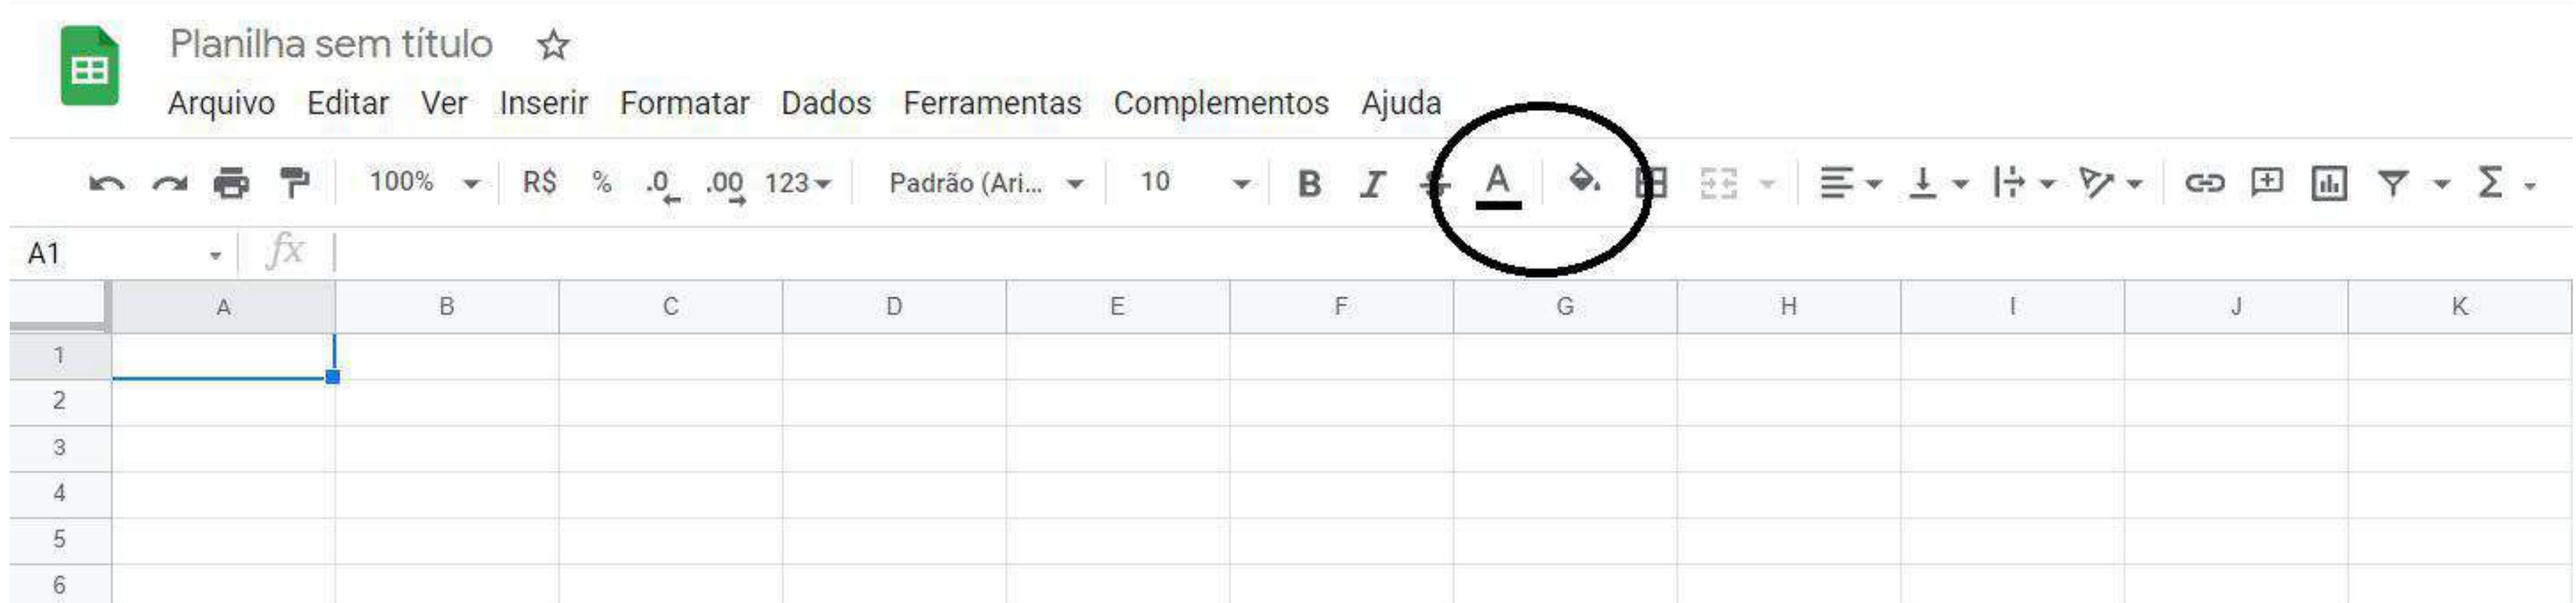 Planilha sem título
Arquivo Editar Ver Inserir Formatar Dados Ferramentas Complementos Ajuda
100% R$ % .0 .00 123 Padrão (Ari... 10 B I S A Σ
A1 fx
A B C D E F G H I J K
1
2
3
4
5
6